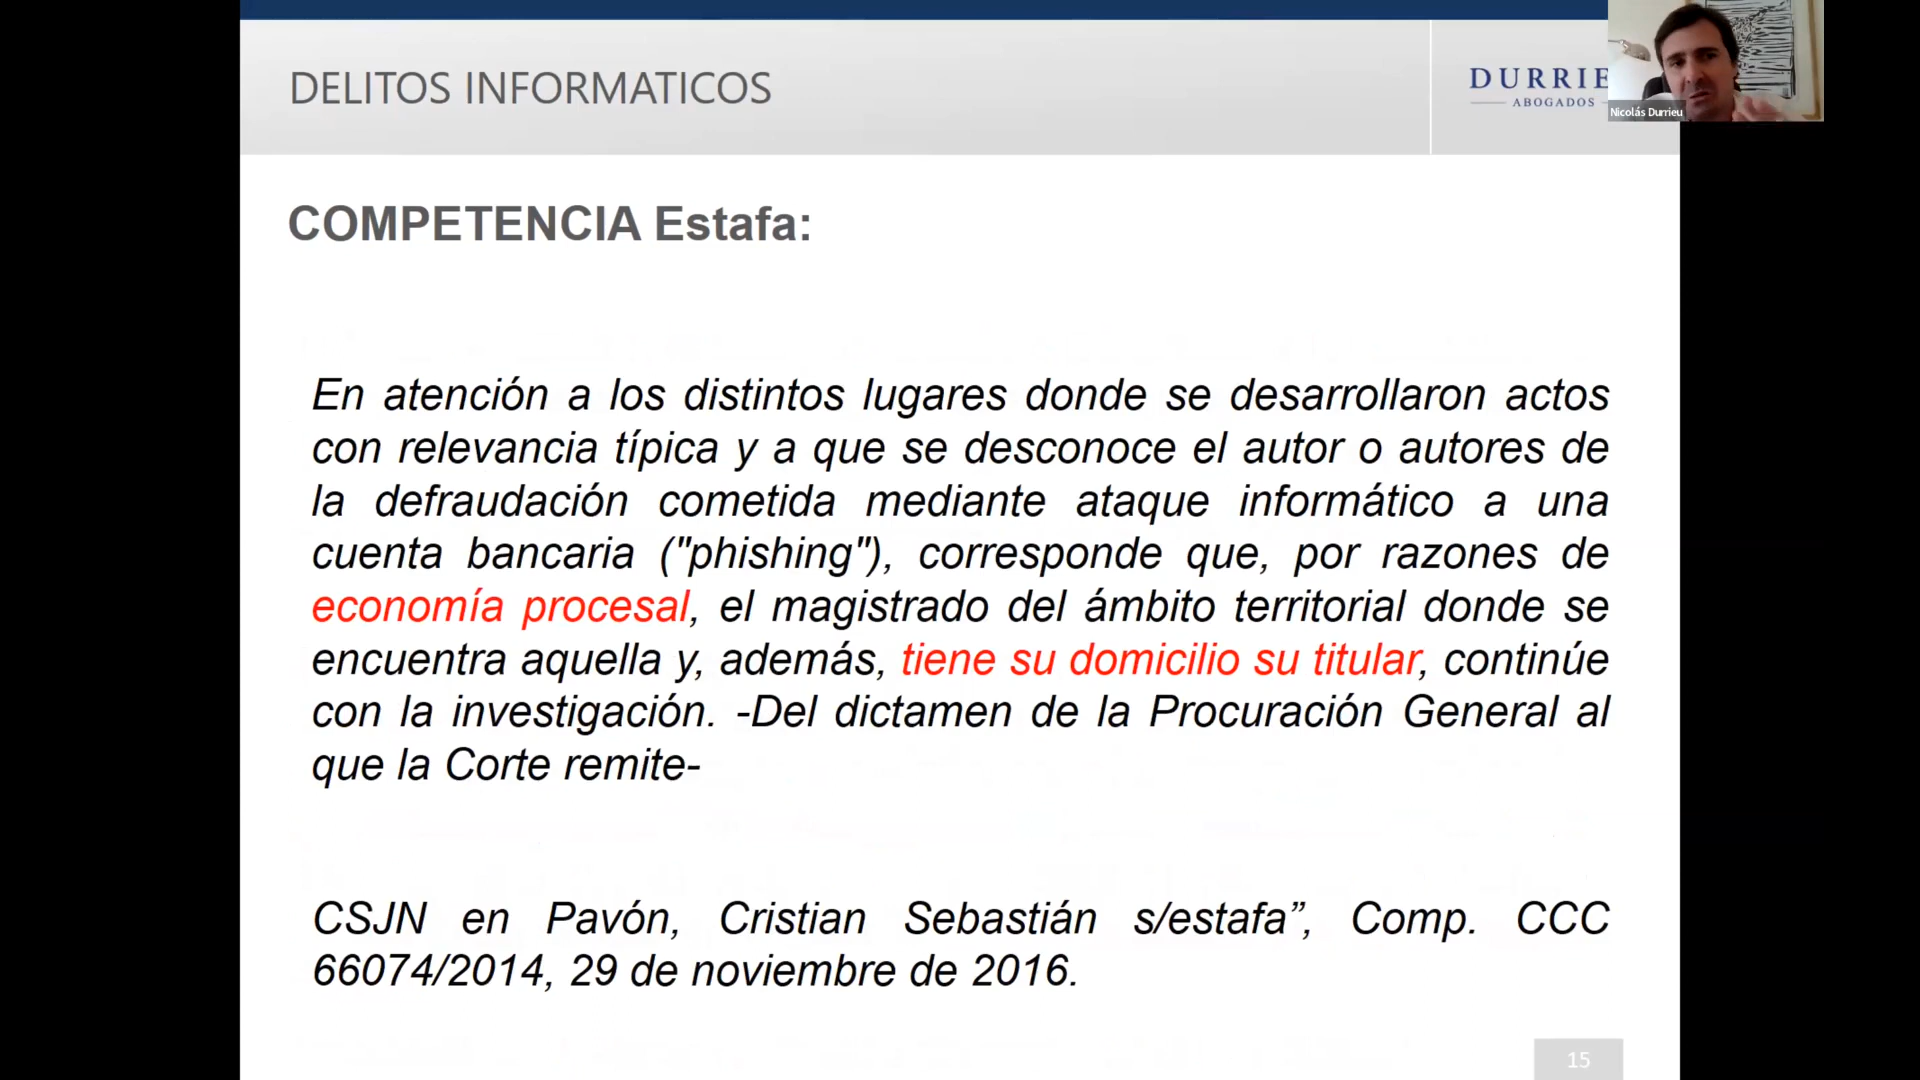 DELITOS INFORMATICOS
DURRIE
ABOGADOS
Nicolás Durrieu
COMPETENCIA Estafa:
En atención a los distintos lugares donde se desarrollaron actos
con relevancia típica y a que se desconoce el autor o autores de
la defraudación cometida mediante ataque informático a una
cuenta bancaria ("phishing"), corresponde que, por razones de
economía procesal, el magistrado del ámbito territorial donde se
encuentra aquella y, además, tiene su domicilio su titular, continúe
con la investigación. -Del dictamen de la Procuración General al
que la Corte remite-
CSJN en Pavón, Cristian Sebastián s/estafa”, Comp. CCC
66074/2014, 29 de noviembre de 2016.
15